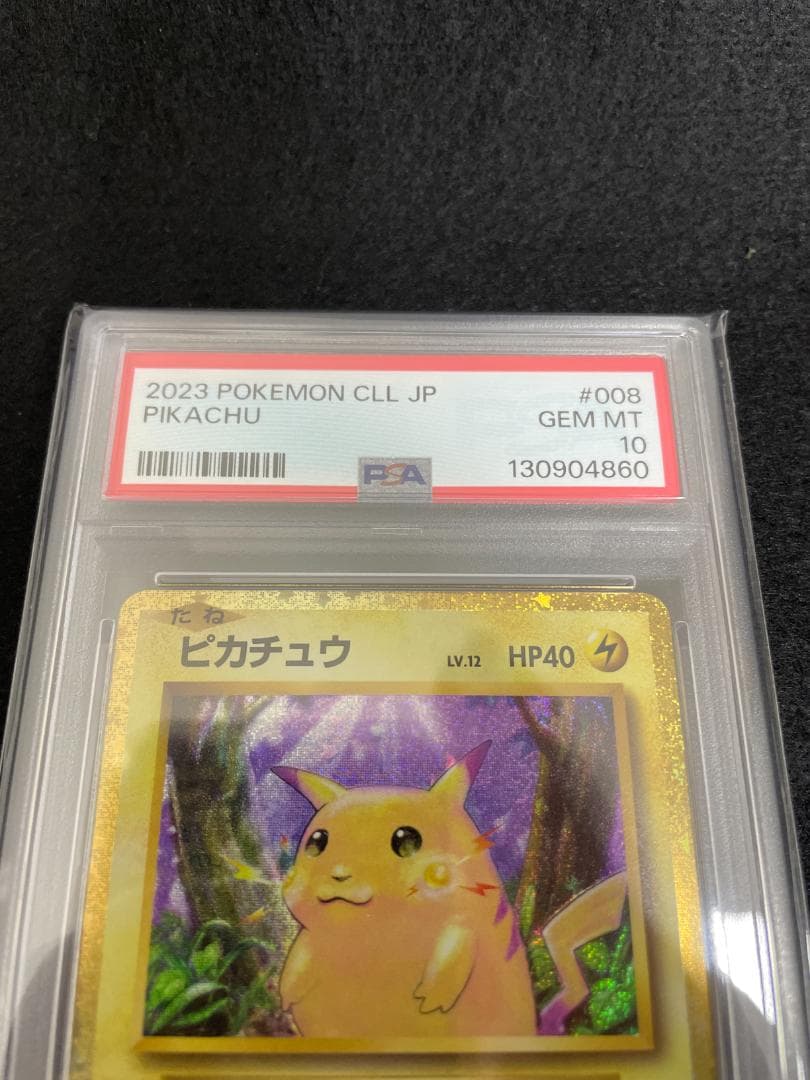 2023 POKEMON CLL JP #008
PIKACHU GEM MT
10
PSA 130904860
たね
ピカチュウ LV.12 HP40